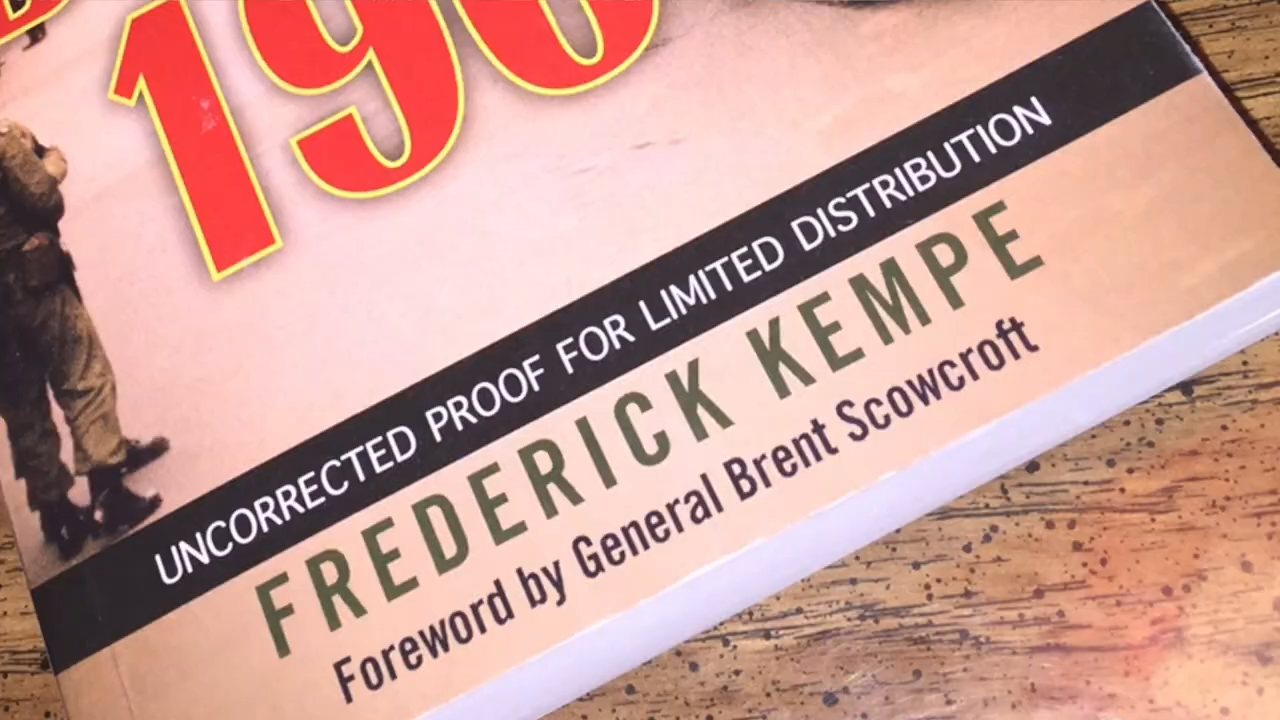 UNCORRECTED PROOF FOR LIMITED DISTRIBUTION
FREDERICK KEMPE
Foreword by General Brent Scowcroft